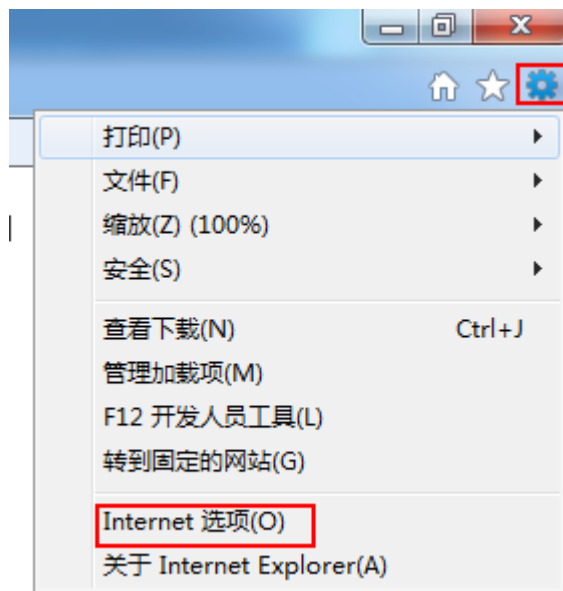 打印(P)
文件(F)
缩放(Z) (100%)
安全(S)
查看下载(N) Ctrl+J
管理加载项(M)
F12 开发人员工具(L)
转到固定的网站(G)
Internet 选项(O)
关于 Internet Explorer(A)